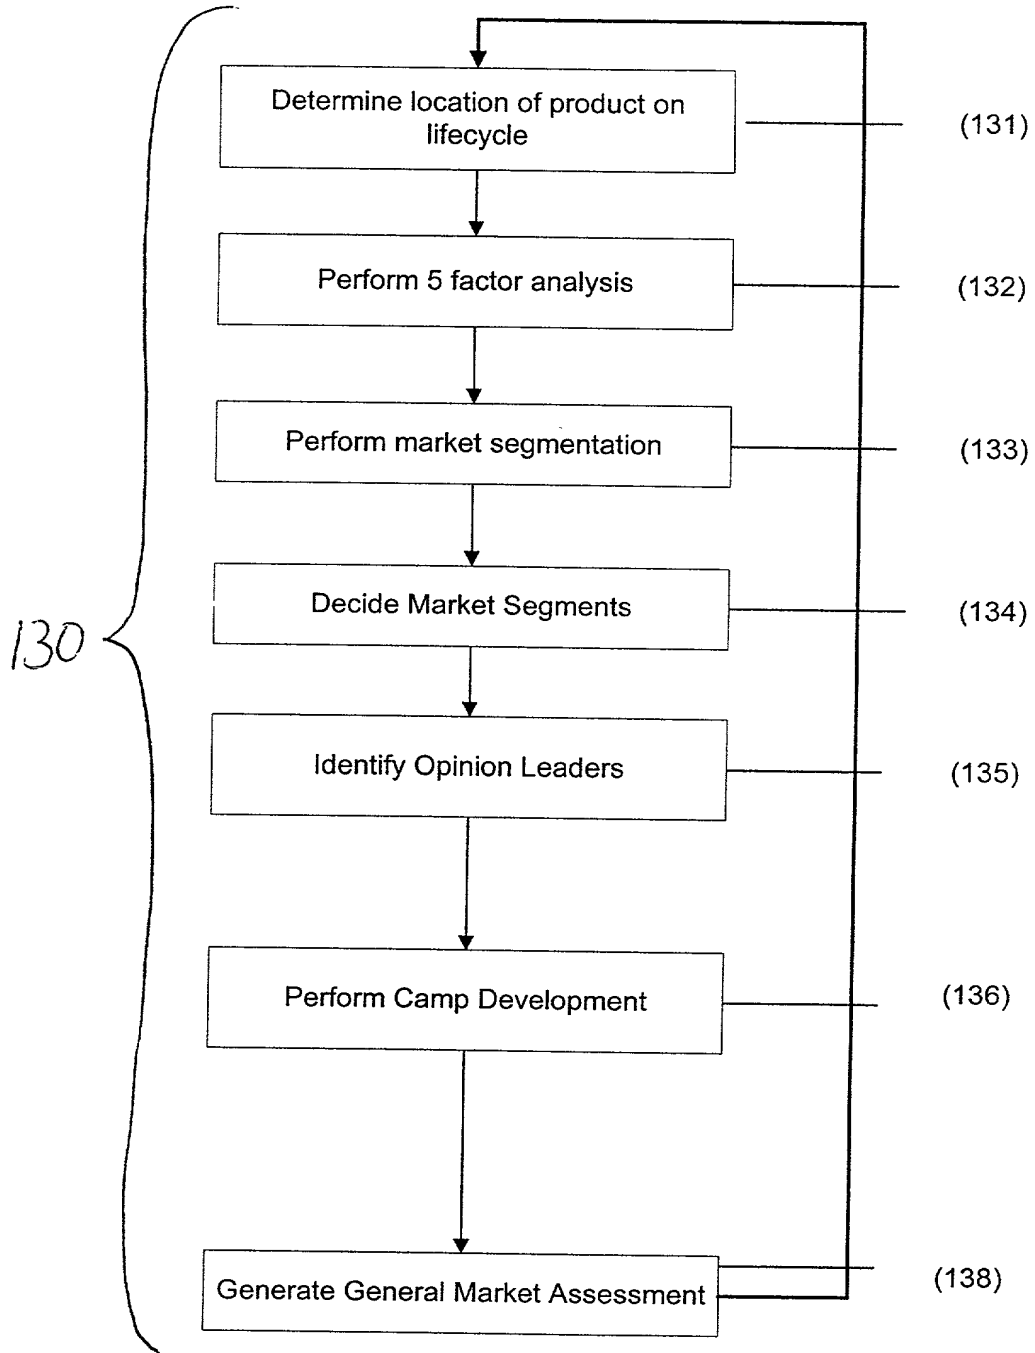 Determine location of product on
lifecycle
(131)
Perform 5 factor analysis
(132)
Perform market segmentation
(133)
Decide Market Segments
(134)
130
Identify Opinion Leaders
(135)
Perform Camp Development
(136)
Generate General Market Assessment
(138)